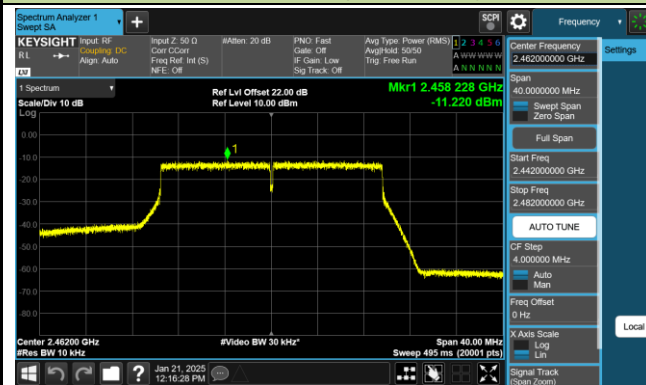 Spectrum Analyzer 1
Swept SA
SCPI
Frequency
KEYSIGHT
RL
LNI
Input: RF
Coupling: DC
Align: Auto
Input Z: 50 Ω
Corr CCorr
Freq Ref: Int (S)
NFE: Off
#Atten: 20 dB
PNO: Fast
Gate: Off
IF Gain: Low
Sig Track: Off
Avg Type: Power (RMS)
Avg|Hold: 50/50
Trig: Free Run
1 2 3 4 5 6
A W W W W W
A N N N N N
1 Spectrum
Scale/Div 10 dB
Log
Ref Lvl Offset 22.00 dB
Ref Level 10.00 dBm
Mkr1 2.458 228 GHz
-11.220 dBm
0.00
-10.0
-20.0
-30.0
-40.0
-50.0
-60.0
-70.0
-80.0
1
Center 2.46200 GHz
#Res BW 10 kHz
#Video BW 30 kHz*
Span 40.00 MHz
Sweep 495 ms (20001 pts)
Jan 21, 2025
12:16:28 PM
Center Frequency
2.462000000 GHz
Span
40.0000000 MHz
Swept Span
Zero Span
Full Span
Start Freq
2.442000000 GHz
Stop Freq
2.482000000 GHz
AUTO TUNE
CF Step
4.000000 MHz
Auto
Man
Freq Offset
0 Hz
X Axis Scale
Log
Lin
Signal Track
(Span Zoom)
Settings
Local